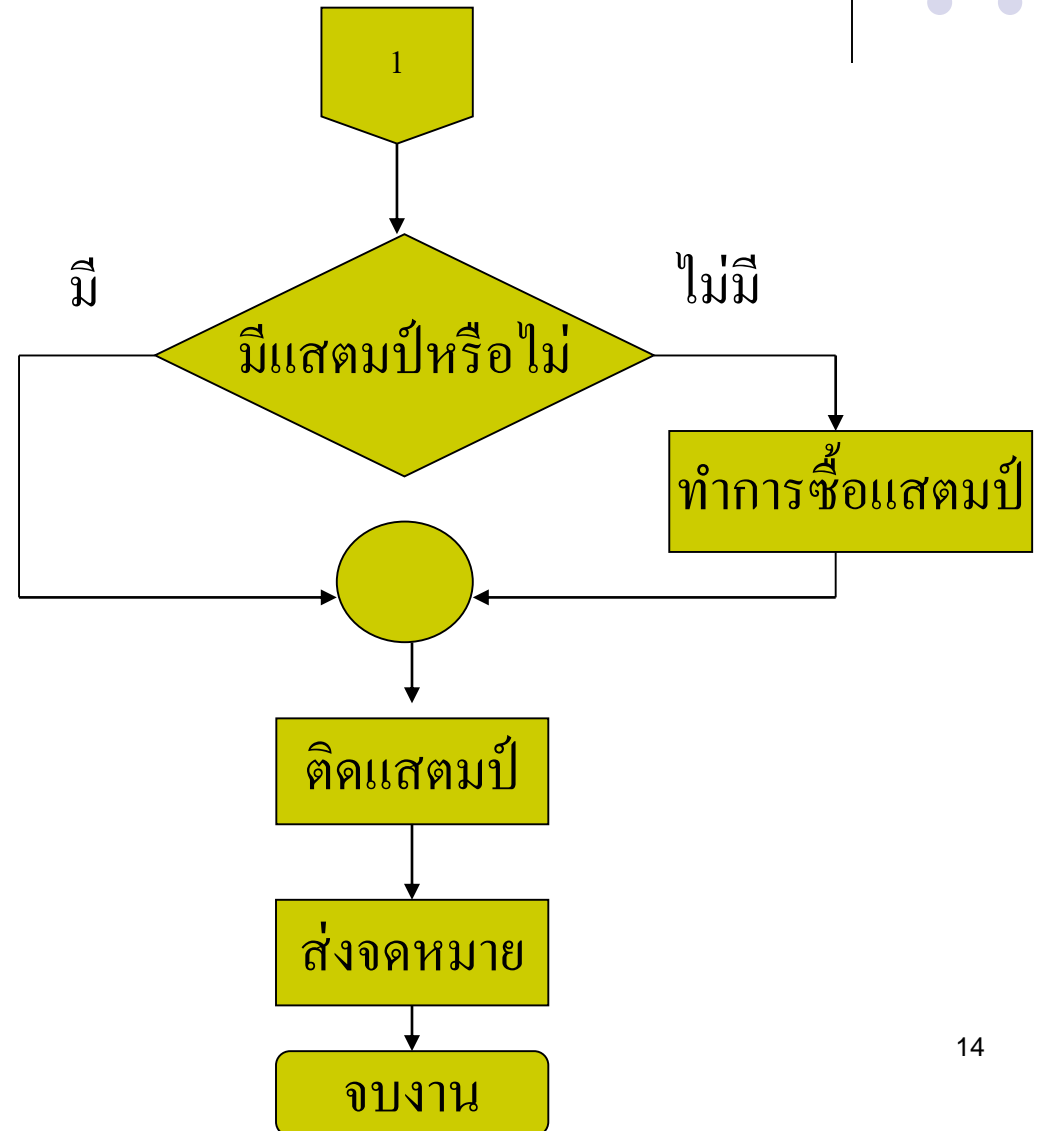 1
มี
ไม่มี
มีแสตมป์หรือไม่
ทำการซื้อแสตมป์
ติดแสตมป์
ส่งจดหมาย
จบงาน
14